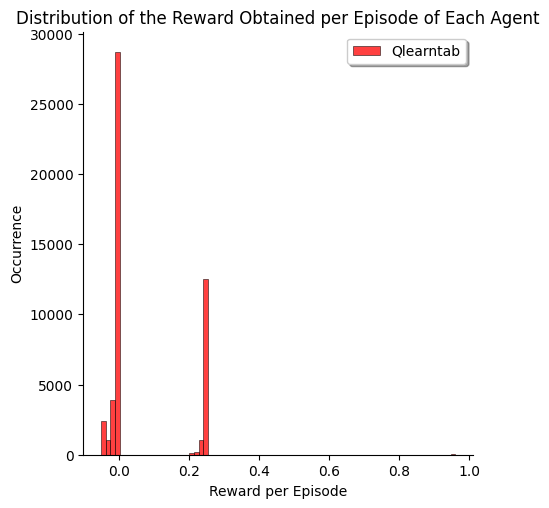 Distribution of the Reward Obtained per Episode of Each Agent
Qlearntab
30000
25000
20000
15000
10000
5000
0
Occurrence
0.0 0.2 0.4 0.6 0.8 1.0
Reward per Episode